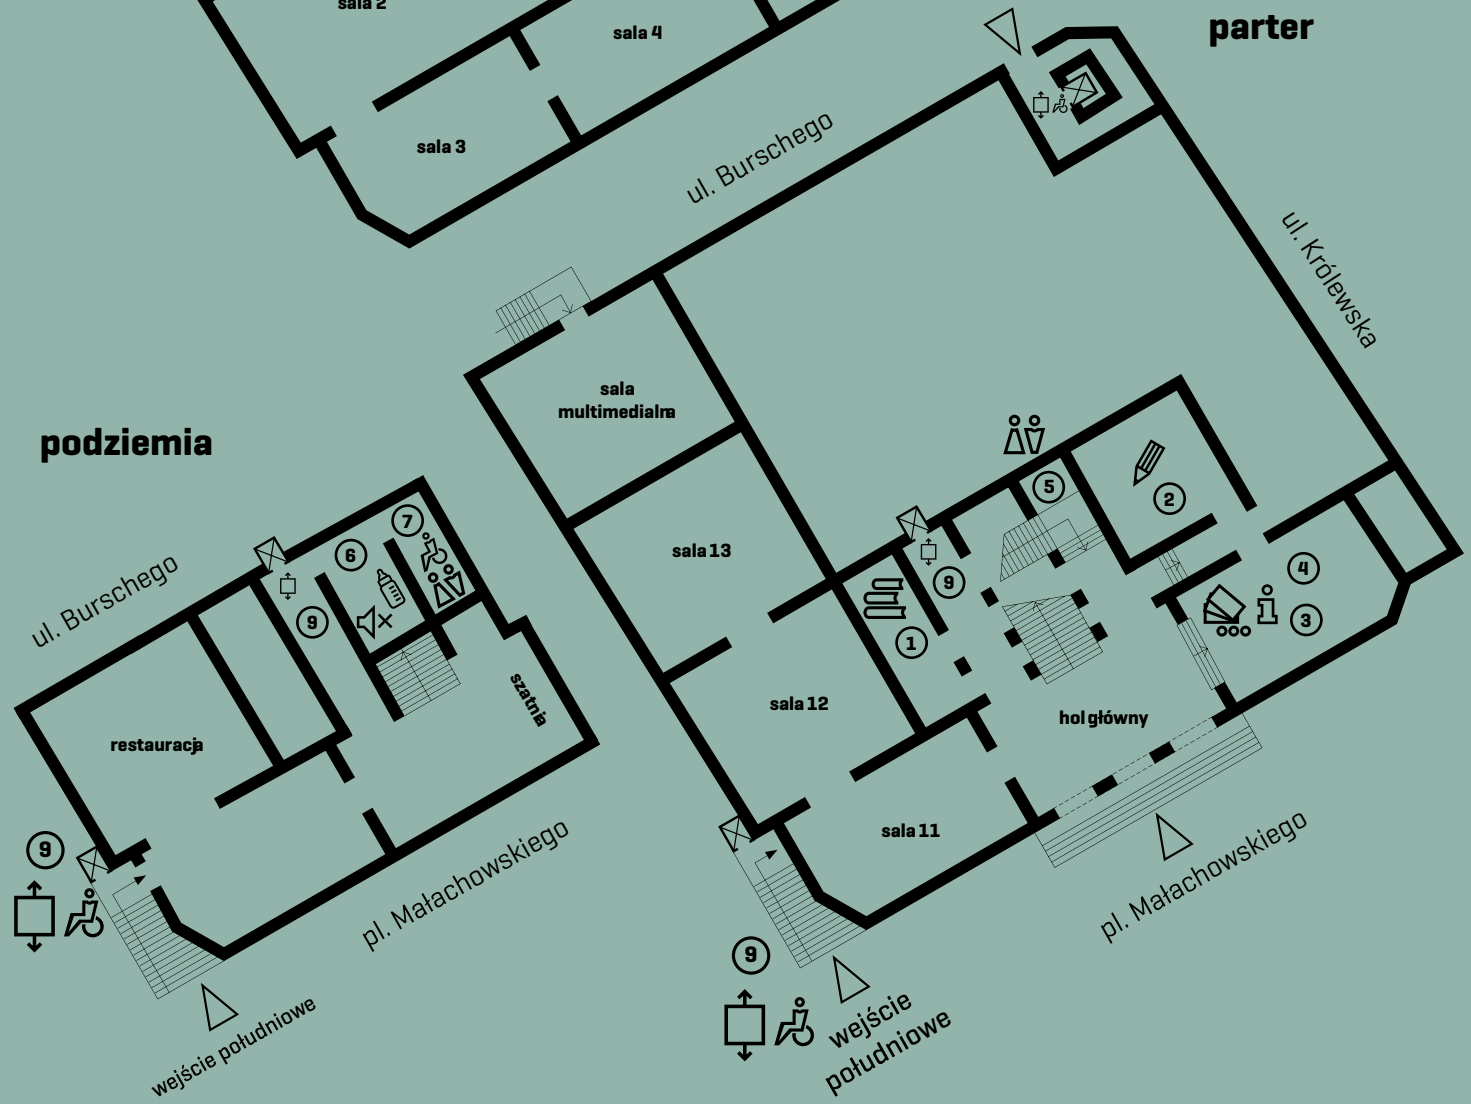 sala 2
sala 4
sala 3
parter
ul. Burschego
ul. Królewska
sala
multimedialna
sala 13
5
2
9
1
4
3
sala 12
hol główny
sala 11
pl. Małachowskiego
9
wejście
południowe
podziemia
ul. Burschego
7
6
9
szatnia
restauracja
9
pl. Małachowskiego
wejście południowe